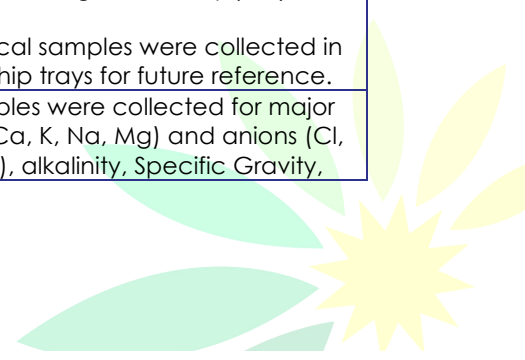 cal samples were collected in
hip trays for future reference.
ples were collected for major
Ca, K, Na, Mg) and anions (Cl,
), alkalinity, Specific Gravity,